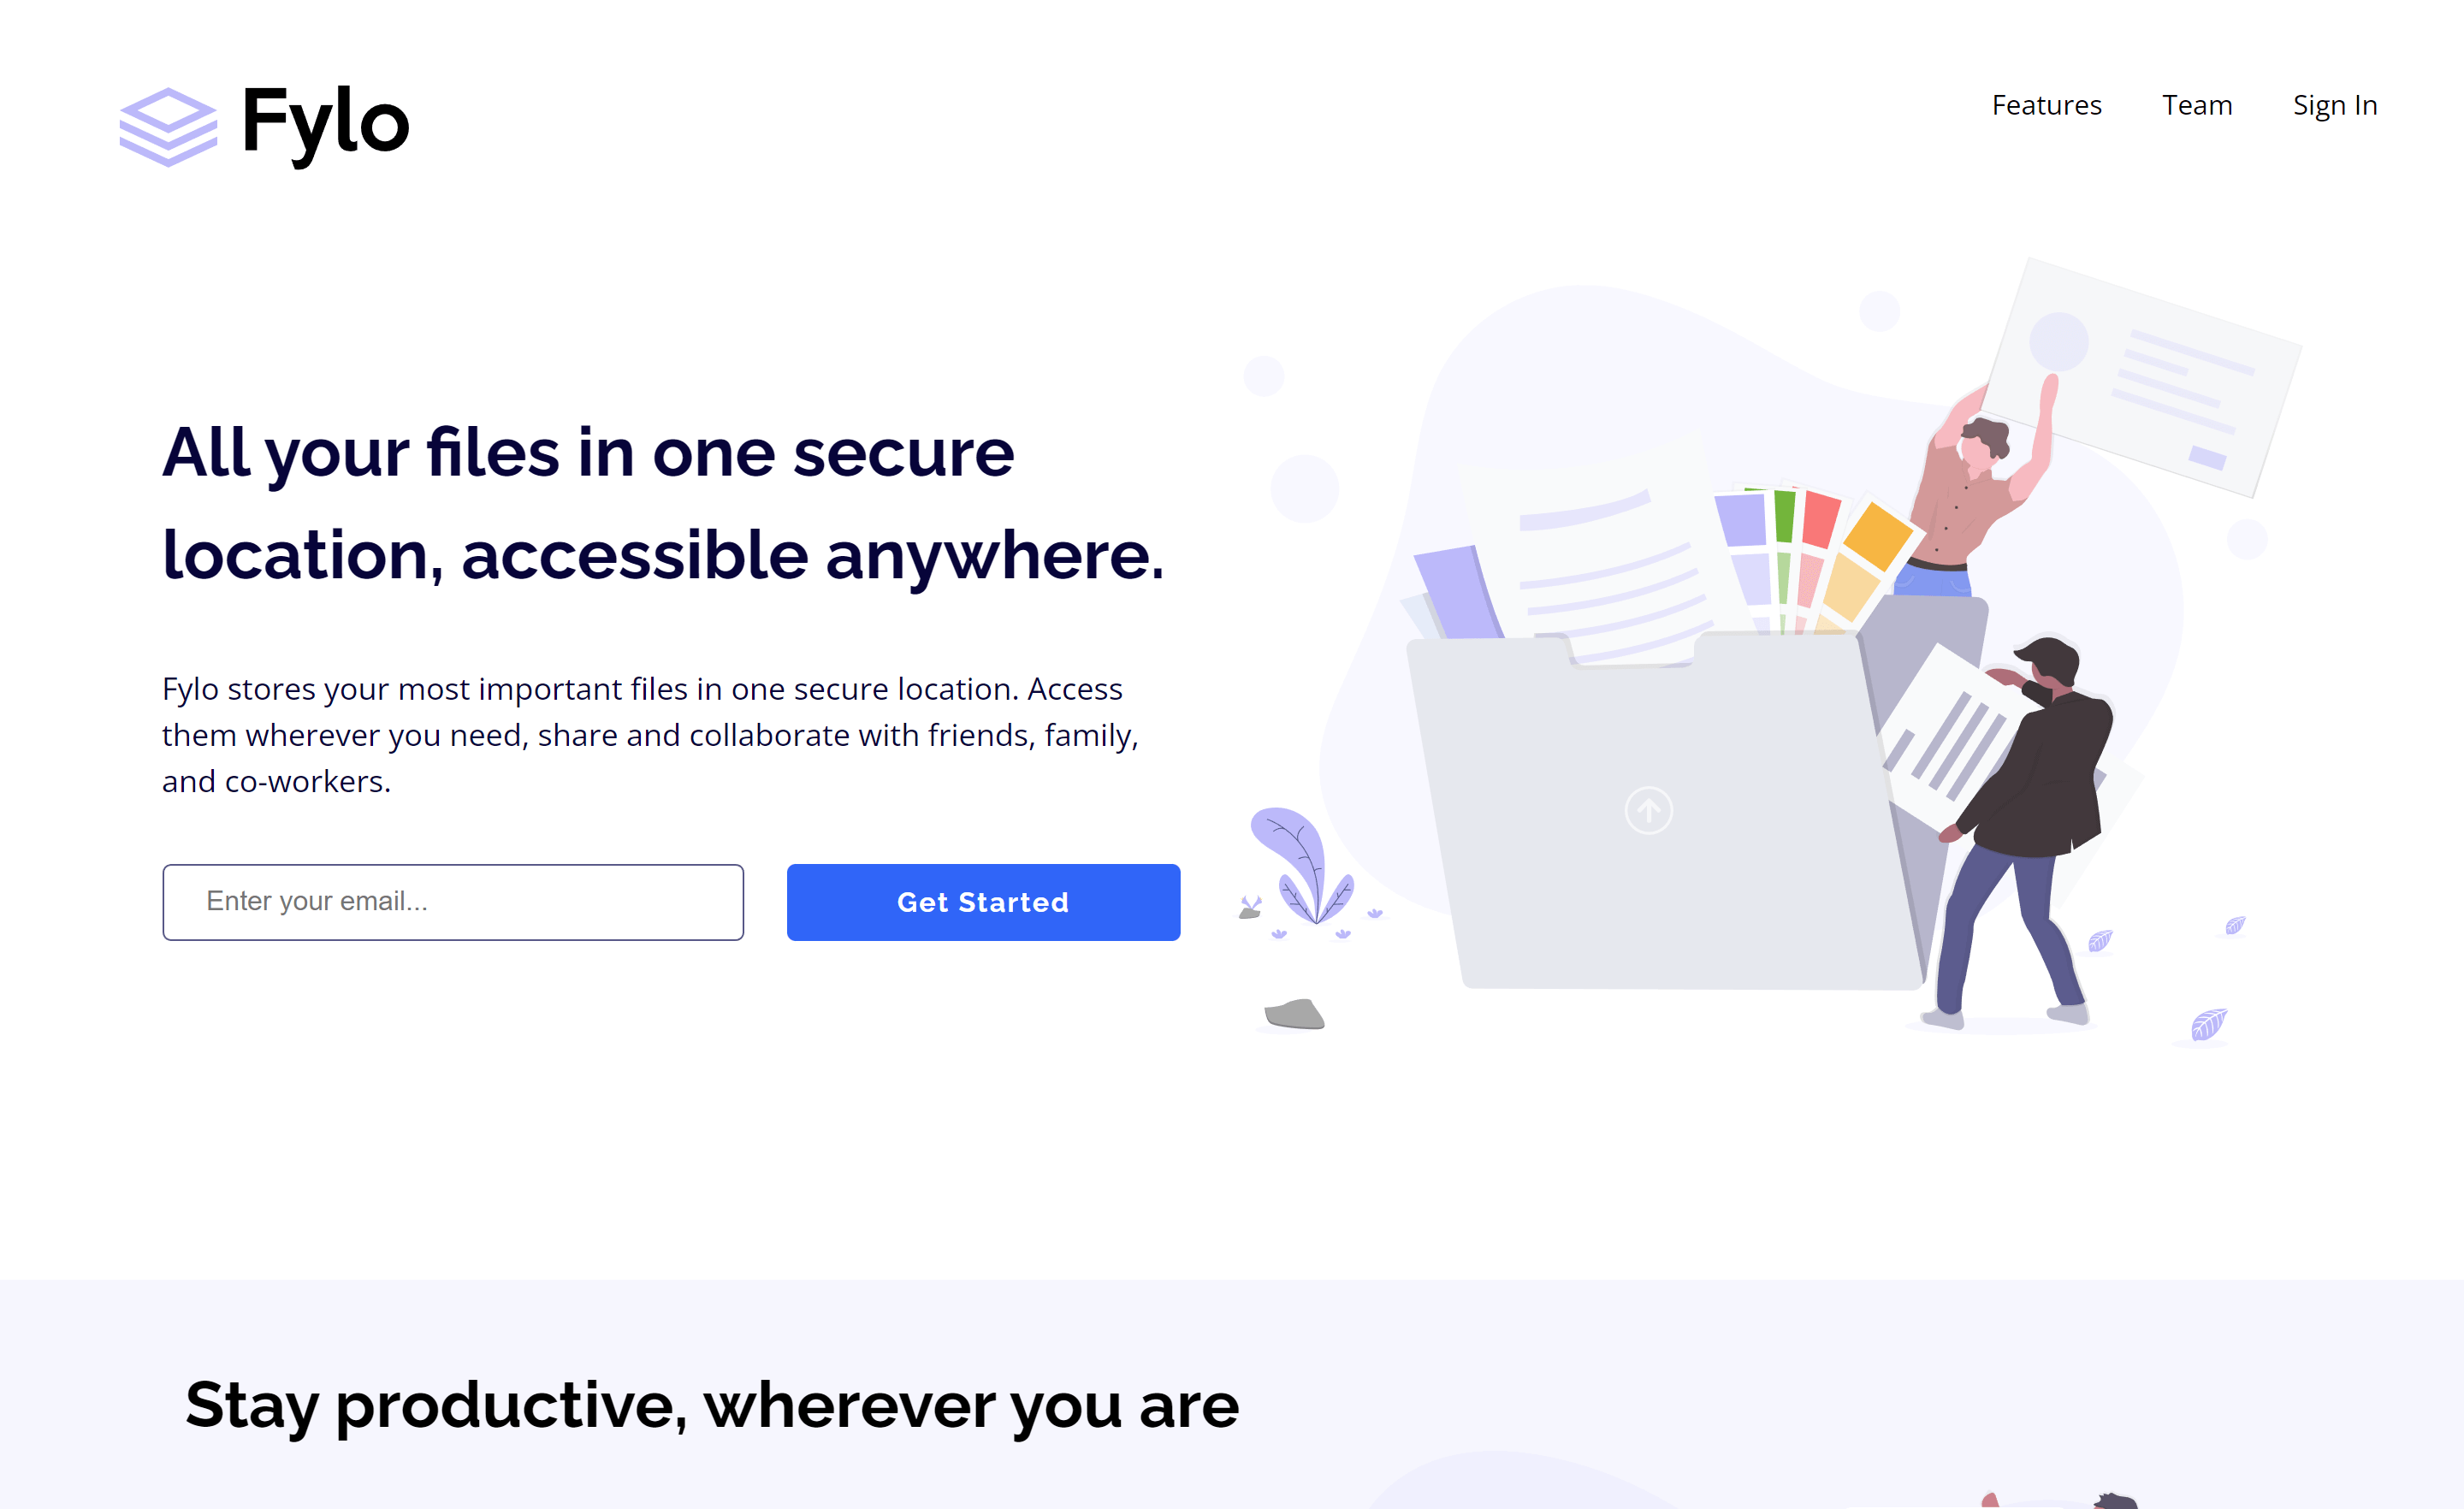 Fylo
Features
Team
Sign In
All your files in one secure
location, accessible anywhere.
Fylo stores your most important files in one secure location. Access
them wherever you need, share and collaborate with friends, family,
and co-workers.
Enter your email...
Get Started
Stay productive, wherever you are